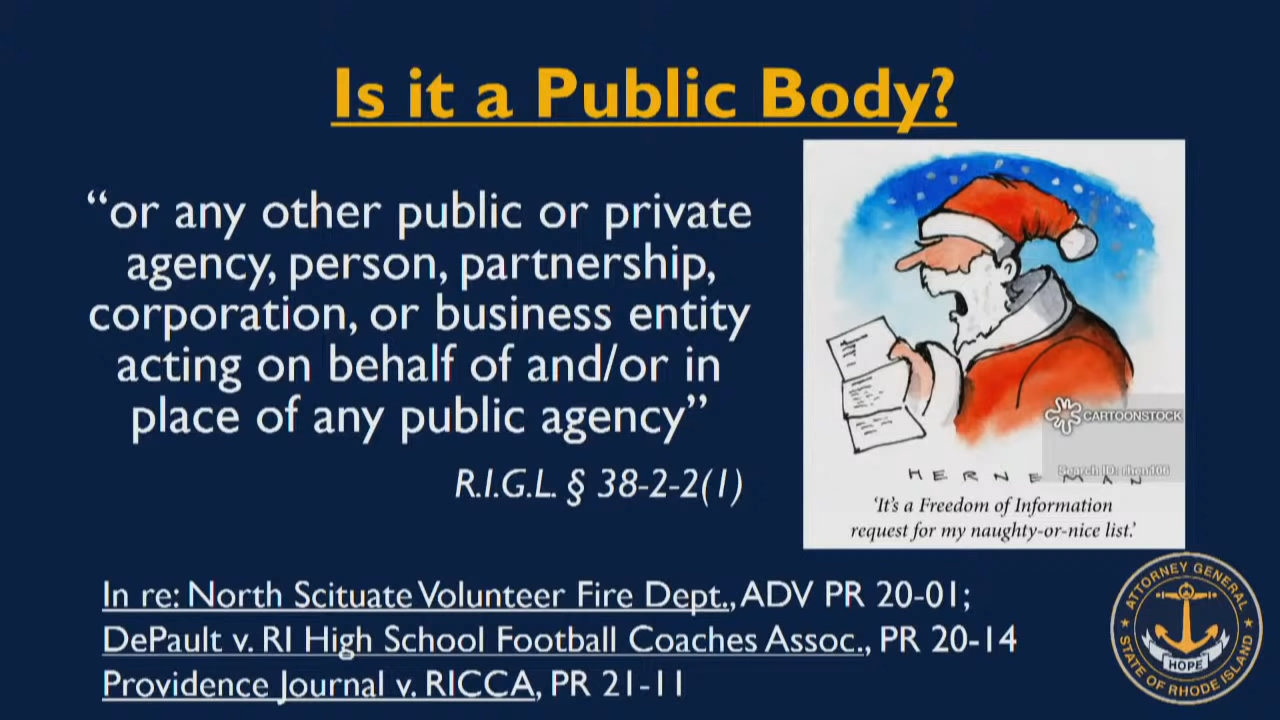 Is it a Public Body?
“or any other public or private
agency, person, partnership,
corporation, or business entity
acting on behalf of and/or in
place of any public agency”
R.I.G.L. § 38-2-2(1)
CARTOONSTOCK
Search ID: rhen106
HERNEMAN
‘It’s a Freedom of Information
request for my naughty-or-nice list.’
In re: North Scituate Volunteer Fire Dept., ADV PR 20-01;
DePault v. RI High School Football Coaches Assoc., PR 20-14
Providence Journal v. RICCA, PR 21-11
ATTORNEY GENERAL
HOPE
STATE OF RHODE ISLAND